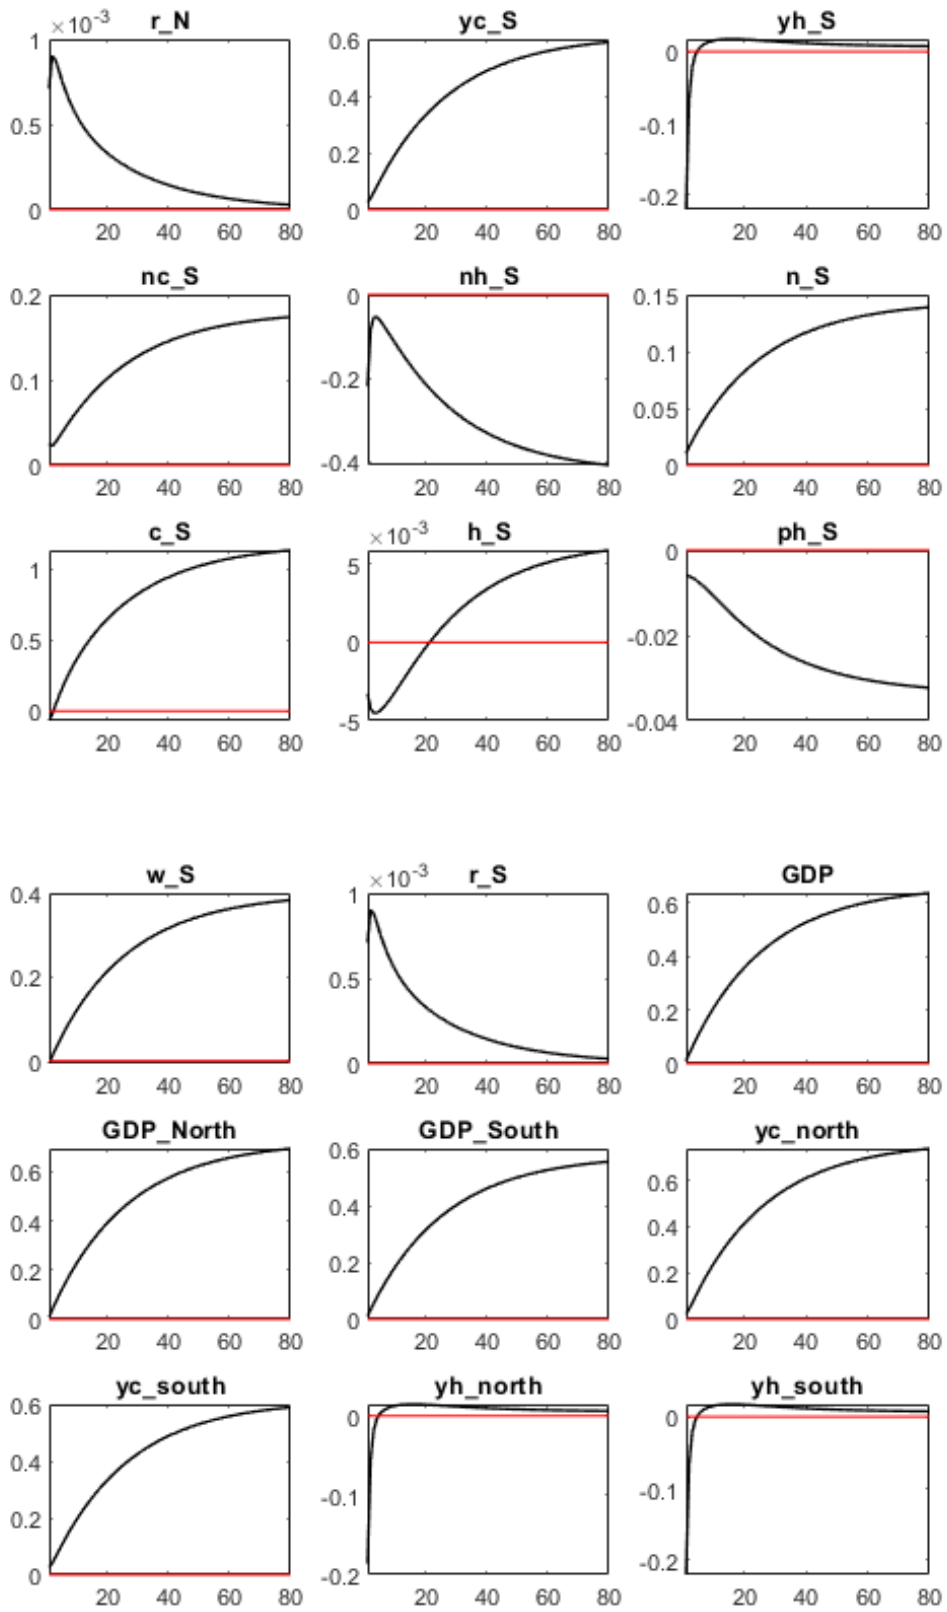 ×10^-3 r_N yc_S yh_S
1 0.6 0
0.4 -0.1
0.5 0.2
0 0 -0.2
20 40 60 80 20 40 60 80 20 40 60 80
nc_S nh_S n_S
0.2 0 0.15
0.1 -0.2 0.1
0.05
0 -0.4 0
20 40 60 80 20 40 60 80 20 40 60 80
c_S ×10^-3 h_S ph_S
1 5 0
0.5 0 -0.02
0 -5 -0.04
20 40 60 80 20 40 60 80 20 40 60 80
w_S ×10^-3 r_S GDP
0.4 1 0.6
0.2 0.5 0.4
0.2
0 0 0
20 40 60 80 20 40 60 80 20 40 60 80
GDP_North GDP_South yc_north
0.6 0.6 0.6
0.4 0.4 0.4
0.2 0.2 0.2
0 0 0
20 40 60 80 20 40 60 80 20 40 60 80
yc_south yh_north yh_south
0.6 0 0
0.4 -0.1 -0.1
0.2
0 -0.2 -0.2
20 40 60 80 20 40 60 80 20 40 60 80